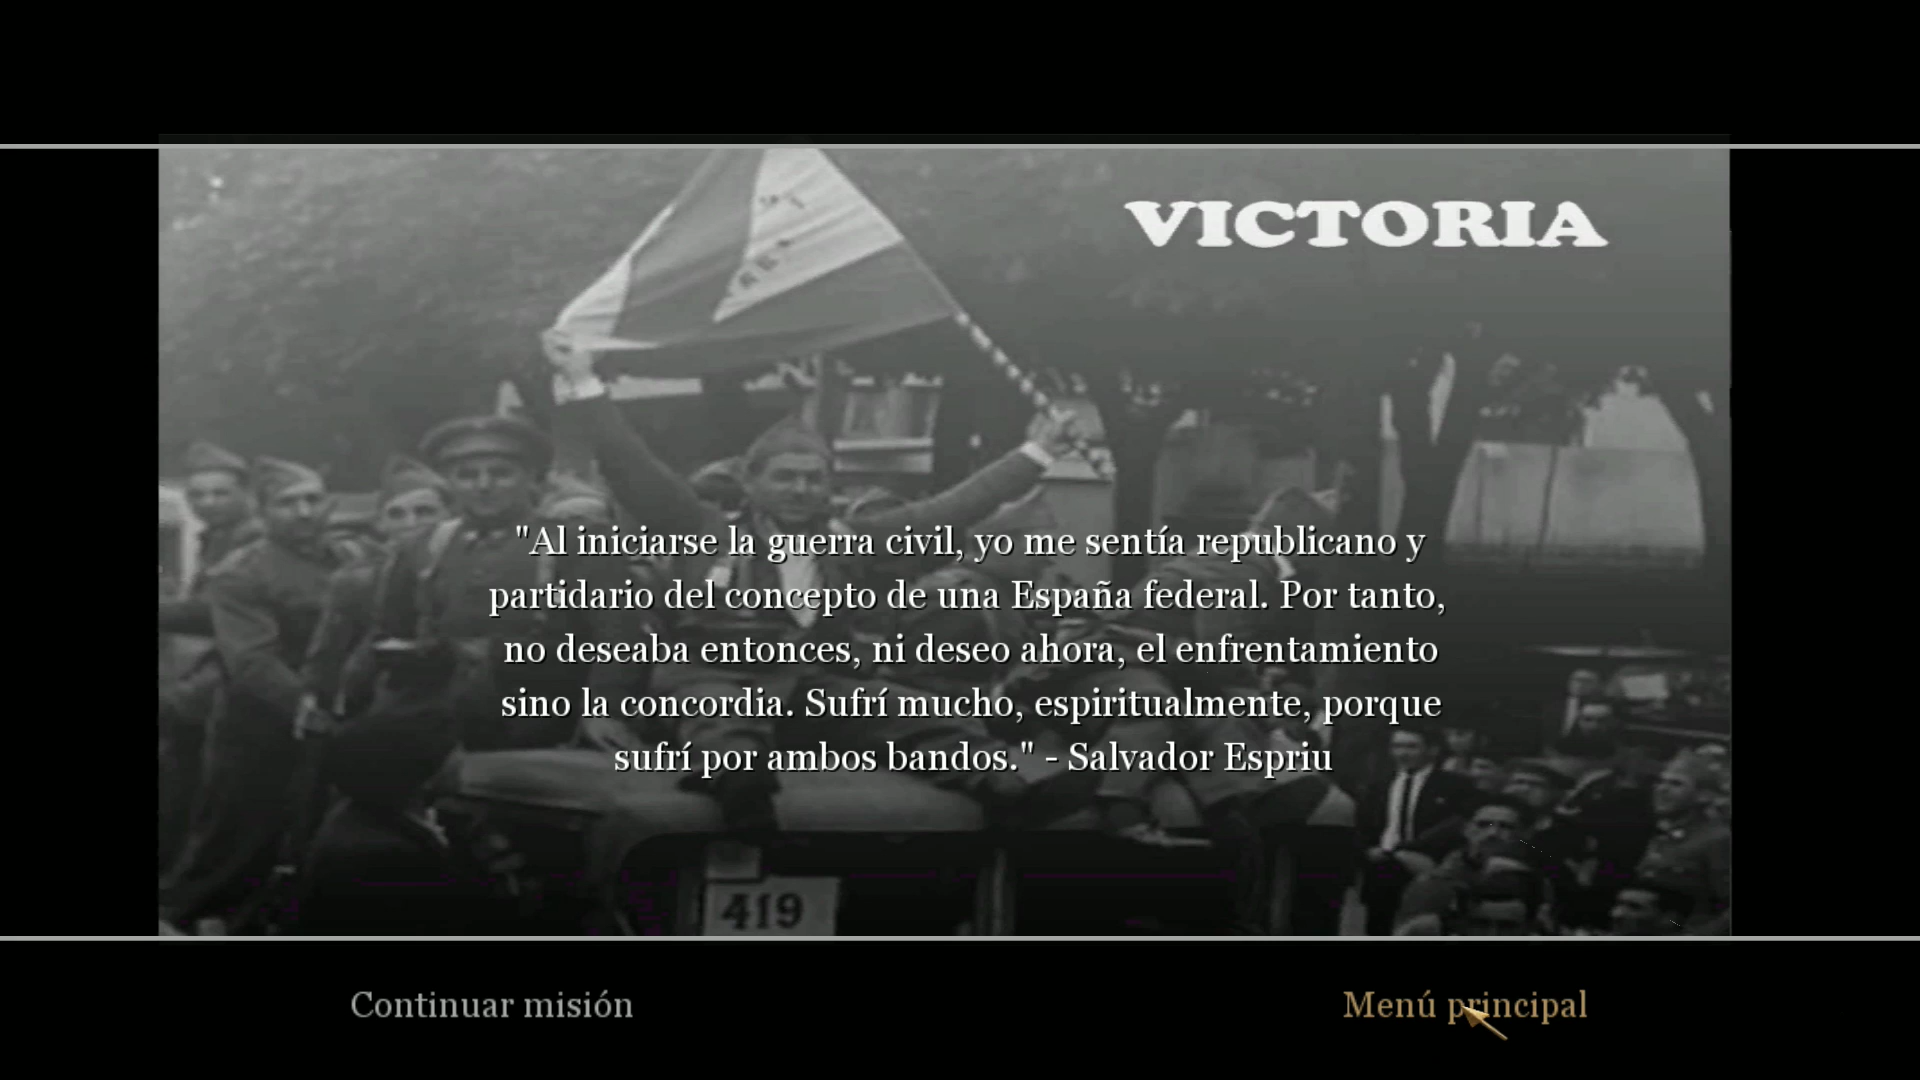 VICTORIA
"Al iniciarse la guerra civil, yo me sentía republicano y
partidario del concepto de una España federal. Por tanto,
no deseaba entonces, ni deseo ahora, el enfrentamiento
sino la concordia. Sufrí mucho, espiritualmente, porque
sufrí por ambos bandos." - Salvador Espriu
419
Continuar misión
Menú principal